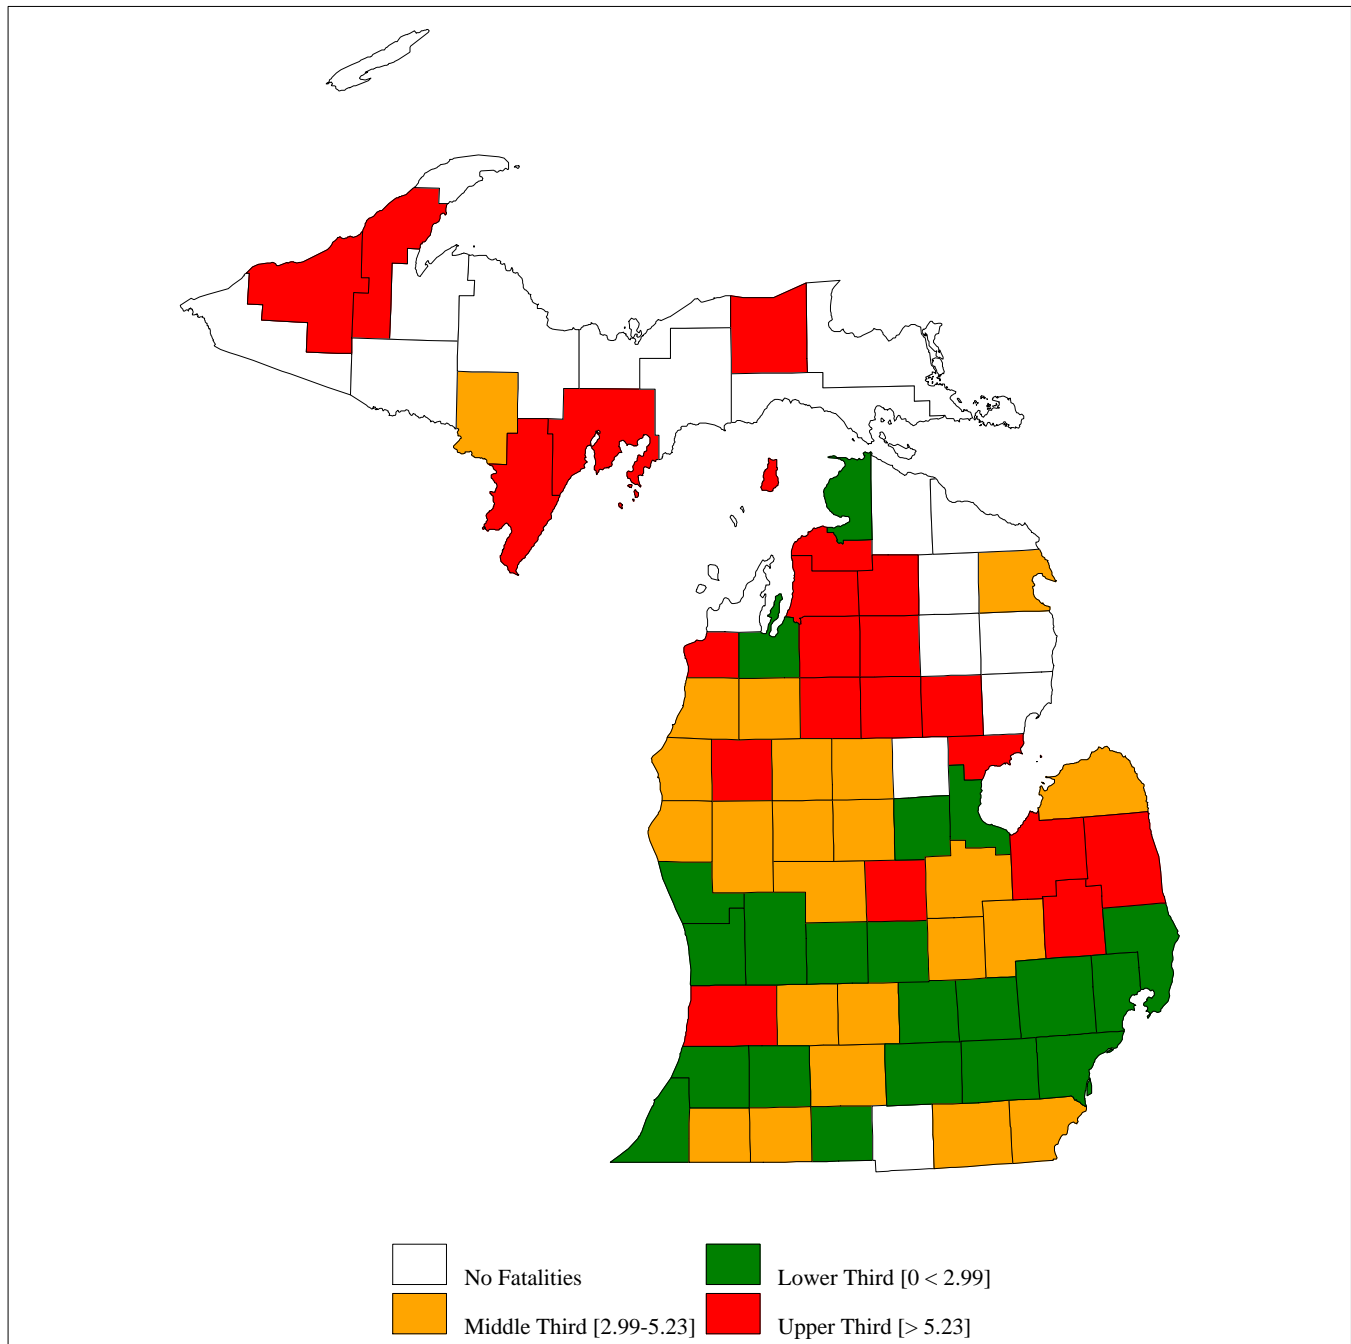 No Fatalities
Lower Third [0 < 2.99]
Middle Third [2.99-5.23]
Upper Third [> 5.23]